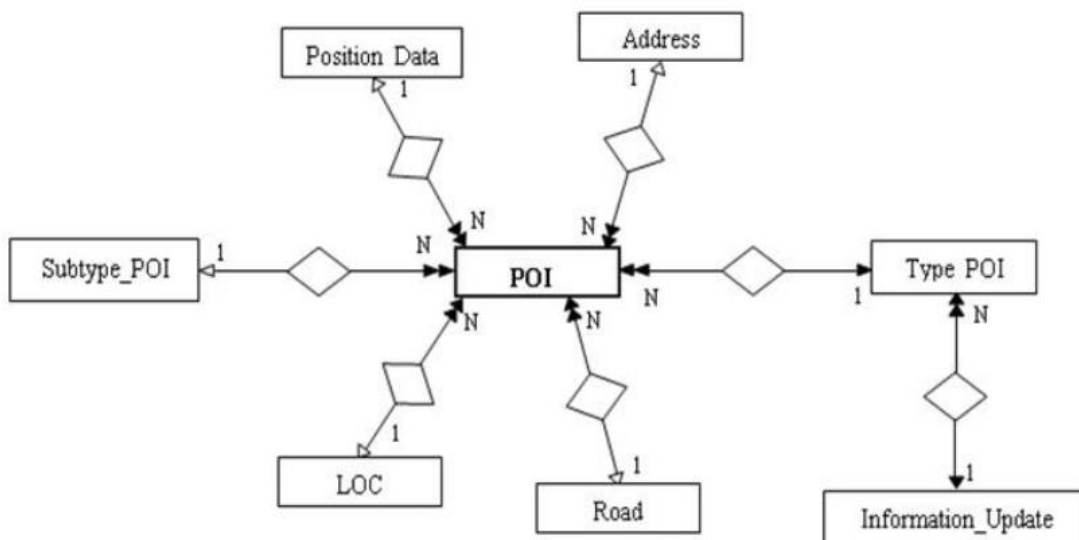 Address
Position Data
1
1
N
N
Subtype_POI
1
N
POI
N
1
Type POI
N
N
N
1
1
1
LOC
Road
Information_Update